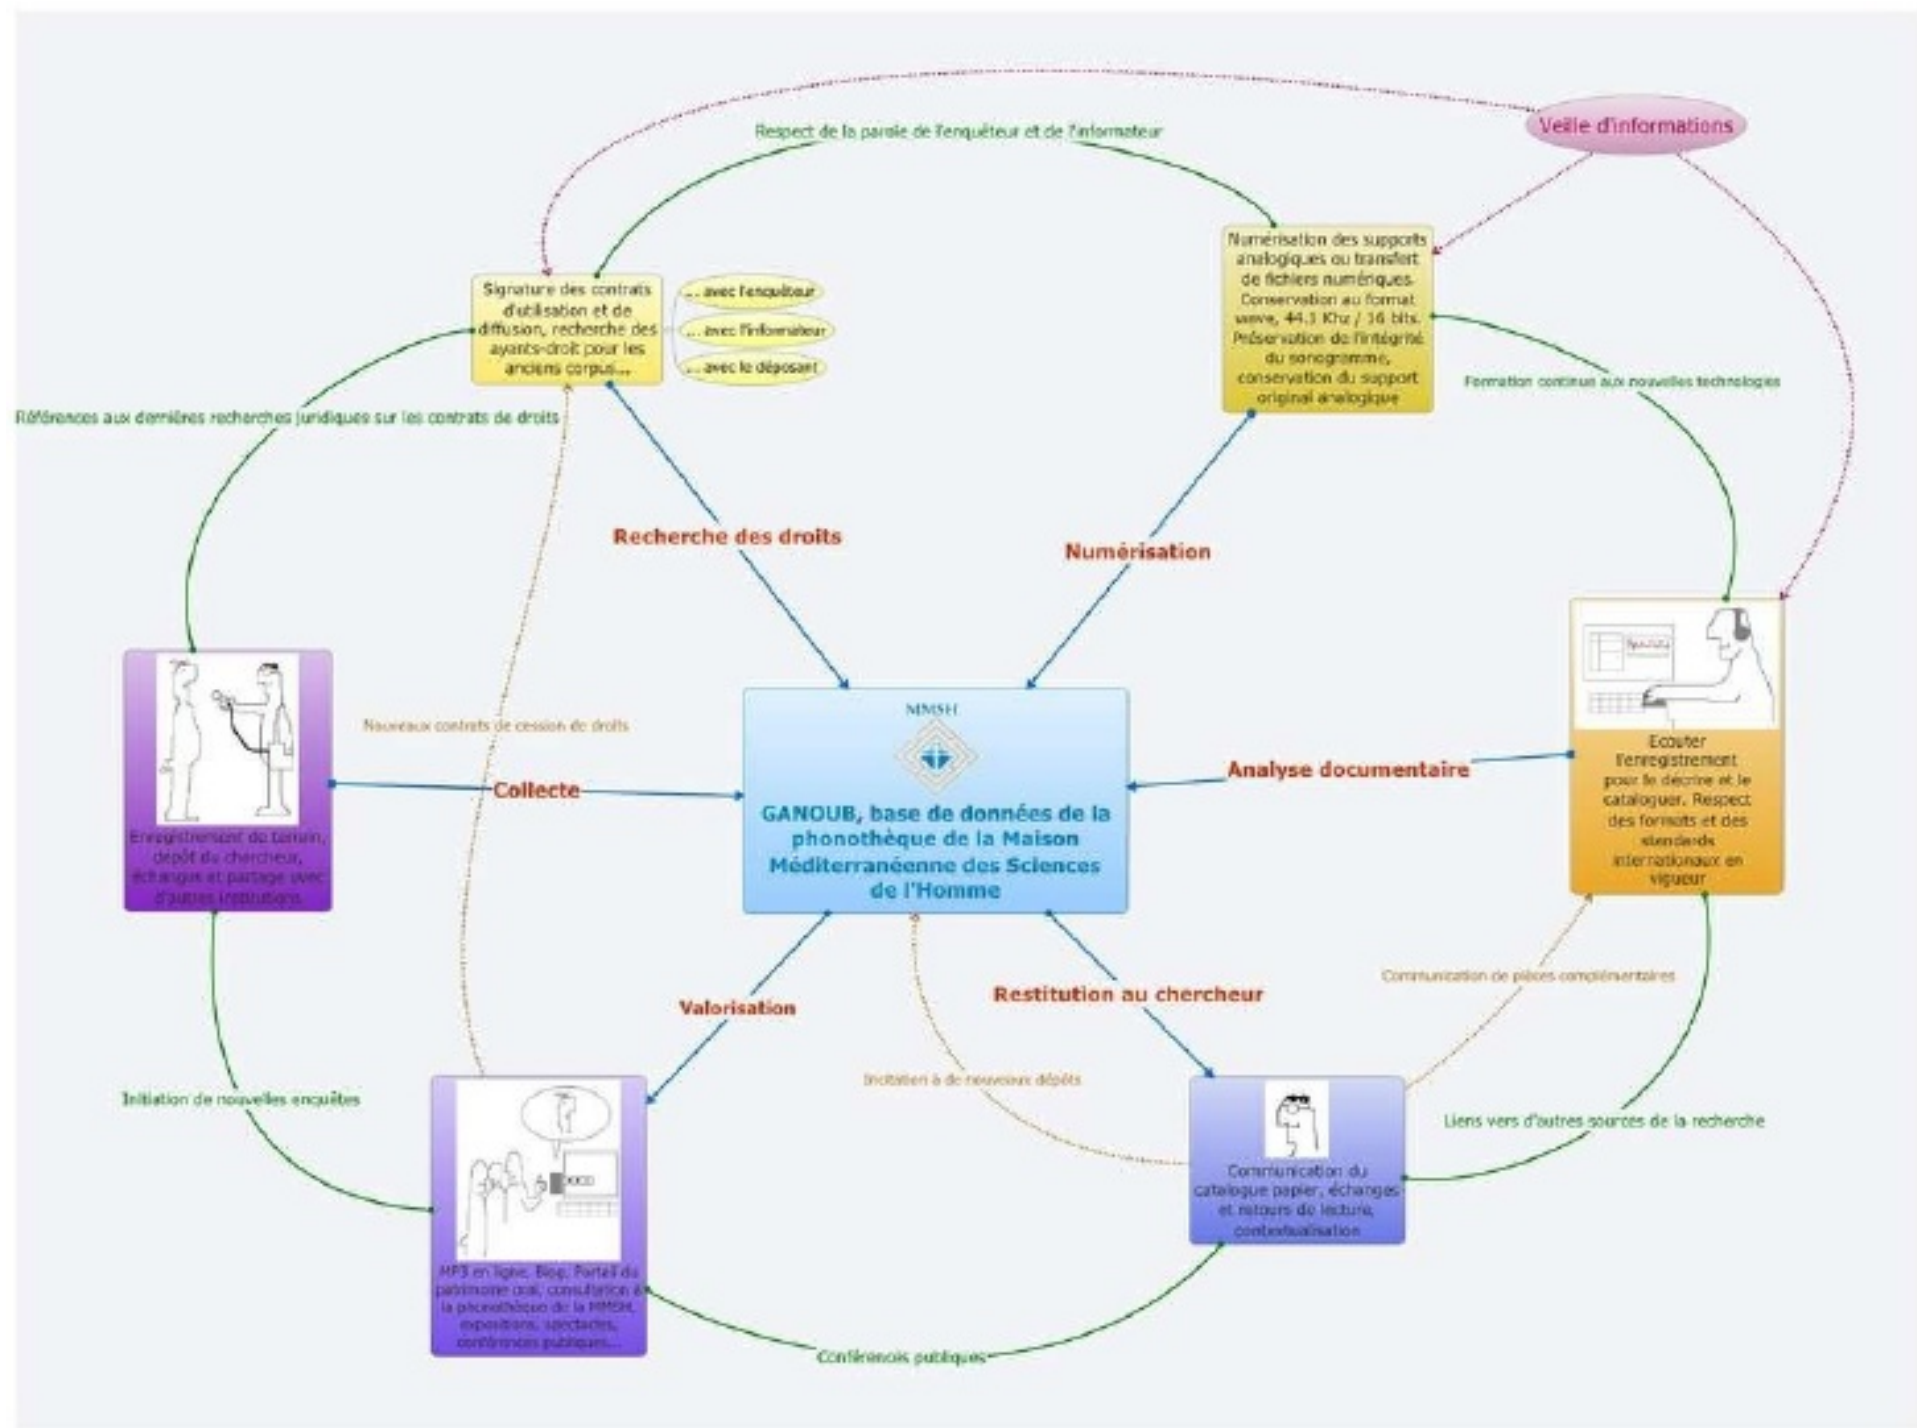 Veille d'informations
Respect de la parole de l'enquêteur et de l'informateur
Signature des contrats
d'utilisation et de
diffusion, recherche des
ayants-droit pour les
anciens corpus...
... avec l'enquêteur
... avec l'informateur
... avec le déposant
Numérisation des supports
analogiques ou transfert
de fichiers numériques.
Conservation au format
wave, 44.1 Khz / 16 bits.
Préservation de l'intégrité
du sonogramme,
conservation du support
original analogique
Formation continue aux nouvelles technologies
Références aux dernières recherches juridiques sur les contrats de droits
Recherche des droits
Numérisation
Enregistrement du terrain,
dépôt du chercheur,
échanges et partage avec
d'autres institutions
Nouveaux contrats de cession de droits
Collecte
MMSH
GANOUB, base de données de la
phonothèque de la Maison
Méditerranéenne des Sciences
de l'Homme
Analyse documentaire
Ecouter
l'enregistrement
pour le décrire et le
cataloguer. Respect
des formats et des
standards
internationaux en
vigueur
Valorisation
Restitution au chercheur
Communication de pièces complémentaires
Incitation à de nouveaux dépôts
Initiation de nouvelles enquêtes
Liens vers d'autres sources de la recherche
MP3 en ligne, Blog, Portail du
patrimoine oral, consultation à
la phonothèque de la MMSH,
expositions, spectacles,
conférences publiques...
Communication du
catalogue papier, échanges
et retours de lecture,
contextualisation
Conférences publiques